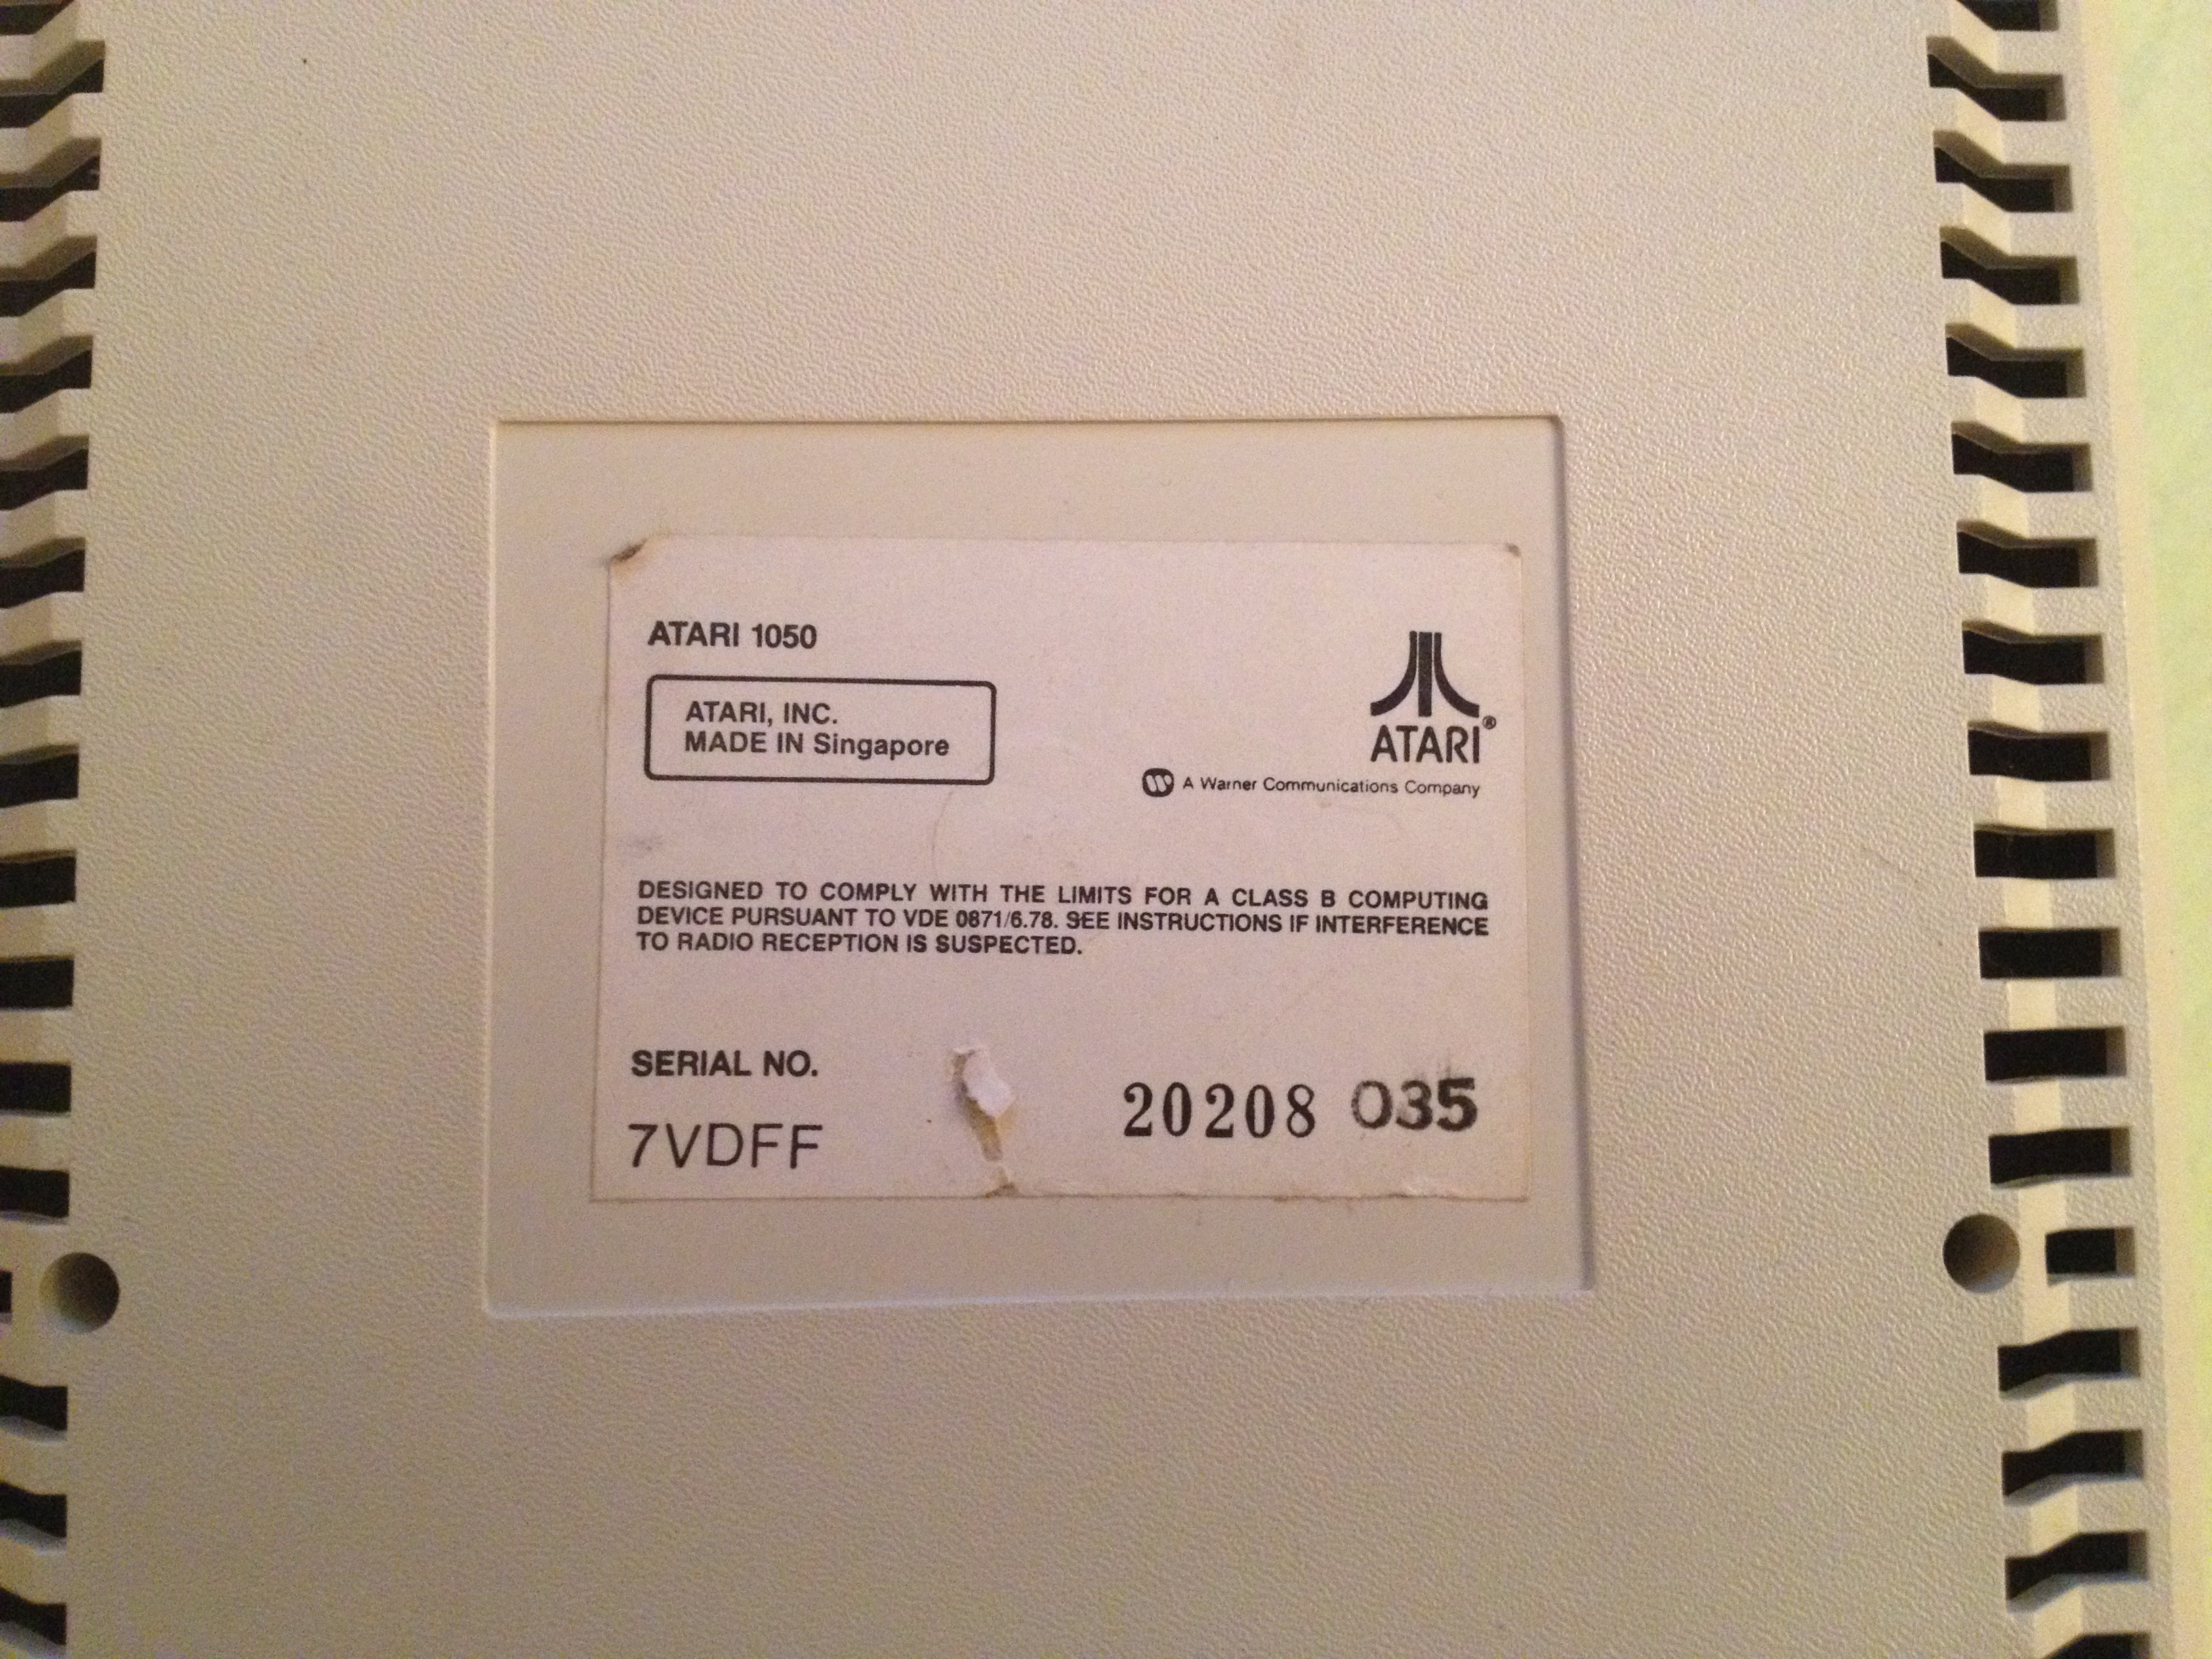 ATARI 1050
ATARI, INC.
MADE IN Singapore
ATARI®
W A Warner Communications Company
DESIGNED TO COMPLY WITH THE LIMITS FOR A CLASS B COMPUTING
DEVICE PURSUANT TO VDE 0871/6.78. SEE INSTRUCTIONS IF INTERFERENCE
TO RADIO RECEPTION IS SUSPECTED.
SERIAL NO.
7VDFF
20208 035